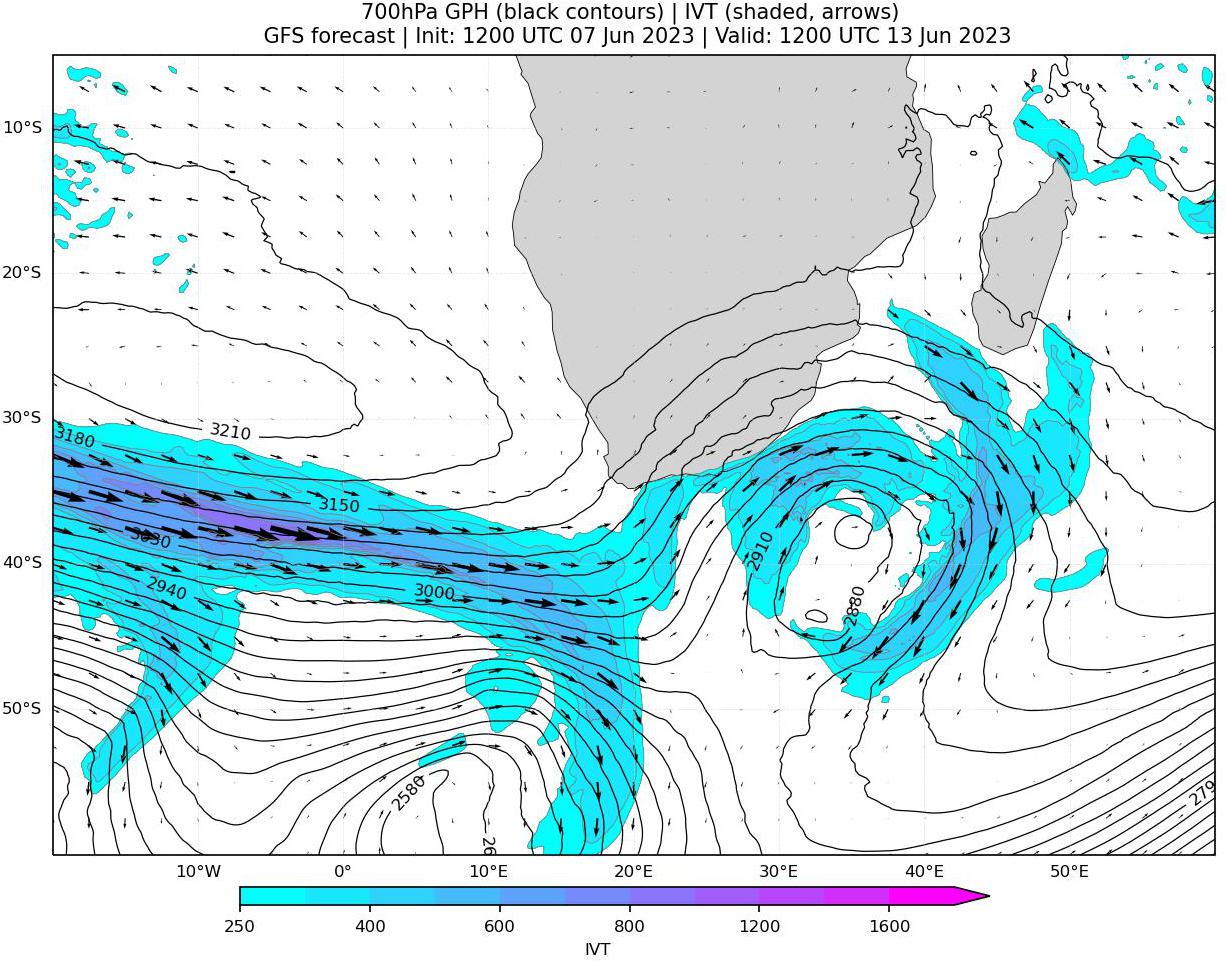 700hPa GPH (black contours) | IVT (shaded, arrows)
GFS forecast | Init: 1200 UTC 07 Jun 2023 | Valid: 1200 UTC 13 Jun 2023
10°S
20°S
30°S
3210
3180
3150
3030
2910
40°S
2940
3000
2880
50°S
2580
279
26
10°W 0° 10°E 20°E 30°E 40°E 50°E
250 400 600 800 1200 1600
IVT